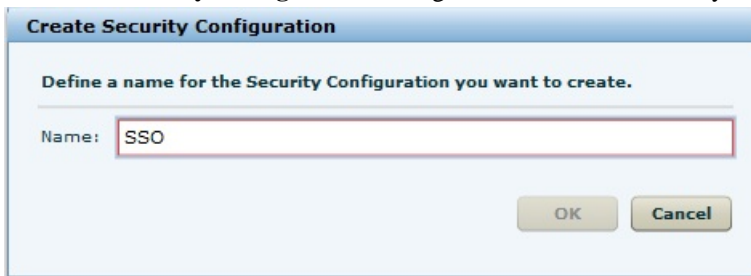 Create Security Configuration
Define a name for the Security Configuration you want to create.
Name: SSO
OK Cancel